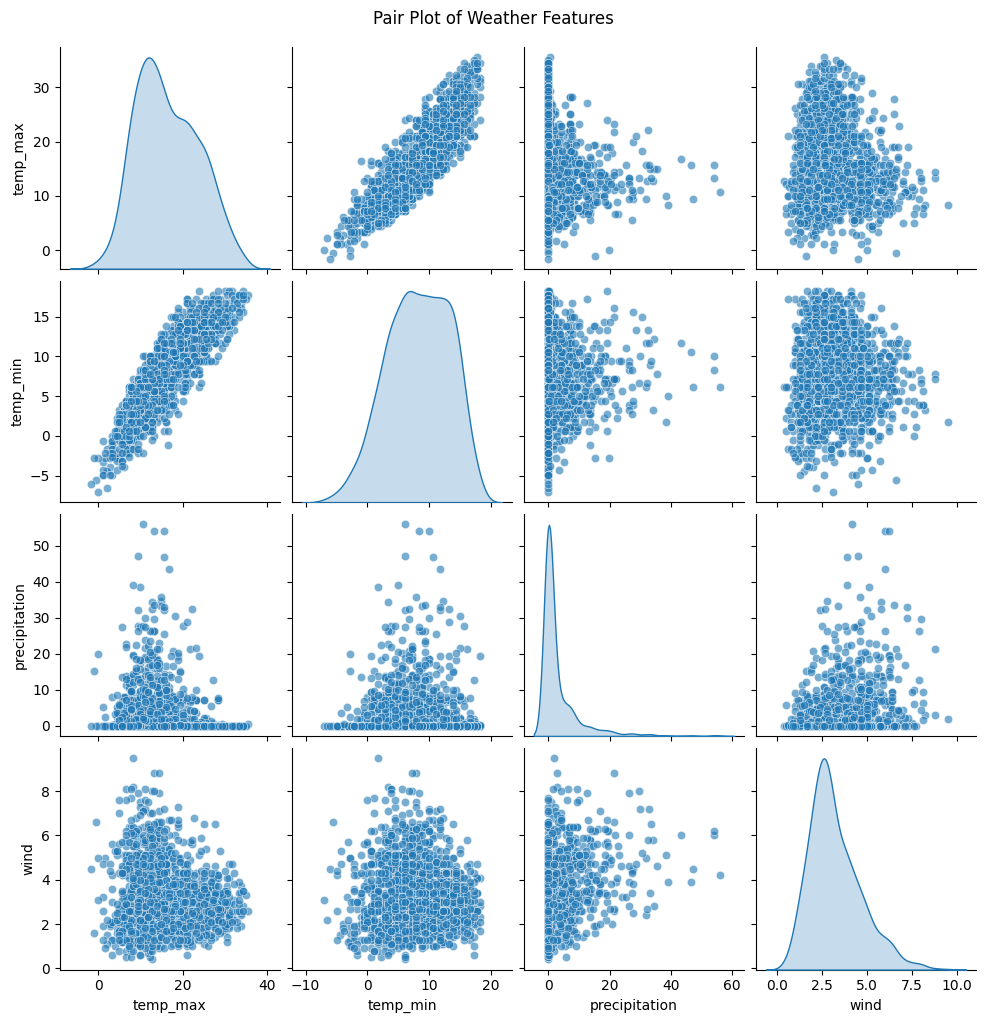 Pair Plot of Weather Features
temp_max
30
20
10
0
temp_min
15
10
5
0
−5
precipitation
50
40
30
20
10
0
wind
8
6
4
2
0
0 20 40
−10 0 10 20
0 20 40 60
0.0 2.5 5.0 7.5 10.0
temp_max
temp_min
precipitation
wind